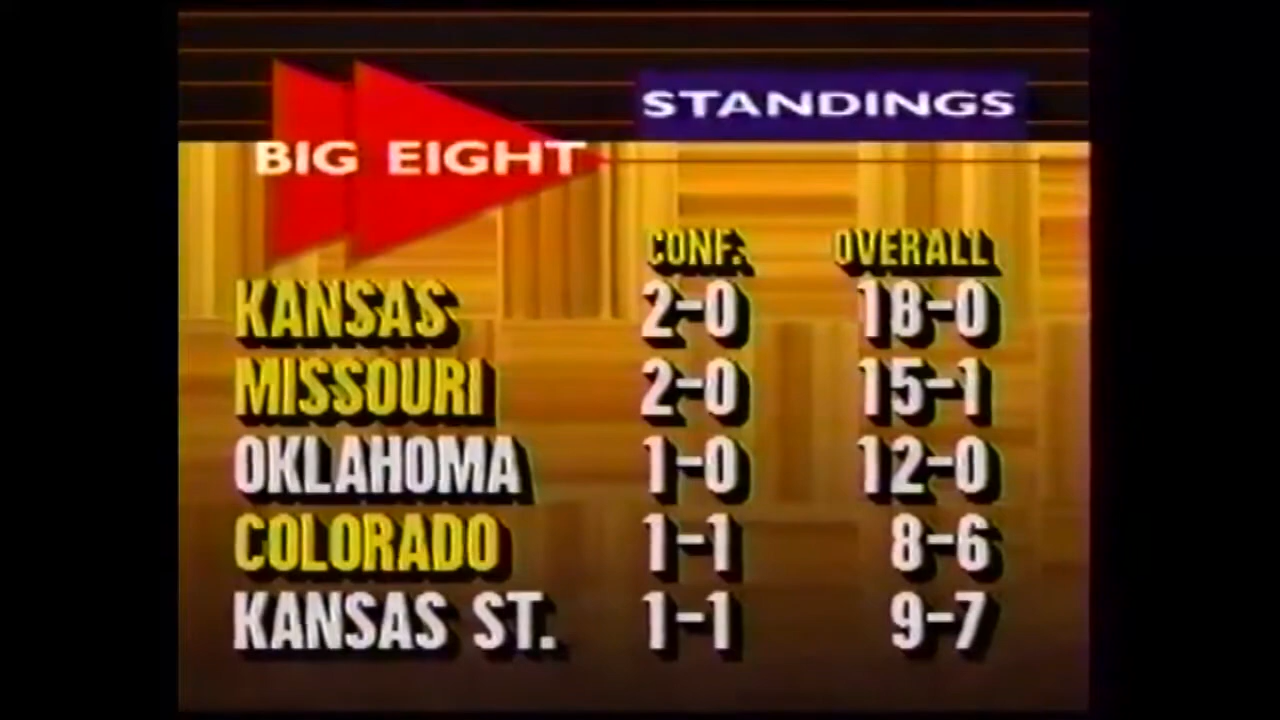 STANDINGS
BIG EIGHT
CONF. OVERALL
KANSAS 2-0 18-0
MISSOURI 2-0 15-1
OKLAHOMA 1-0 12-0
COLORADO 1-1 8-6
KANSAS ST. 1-1 9-7